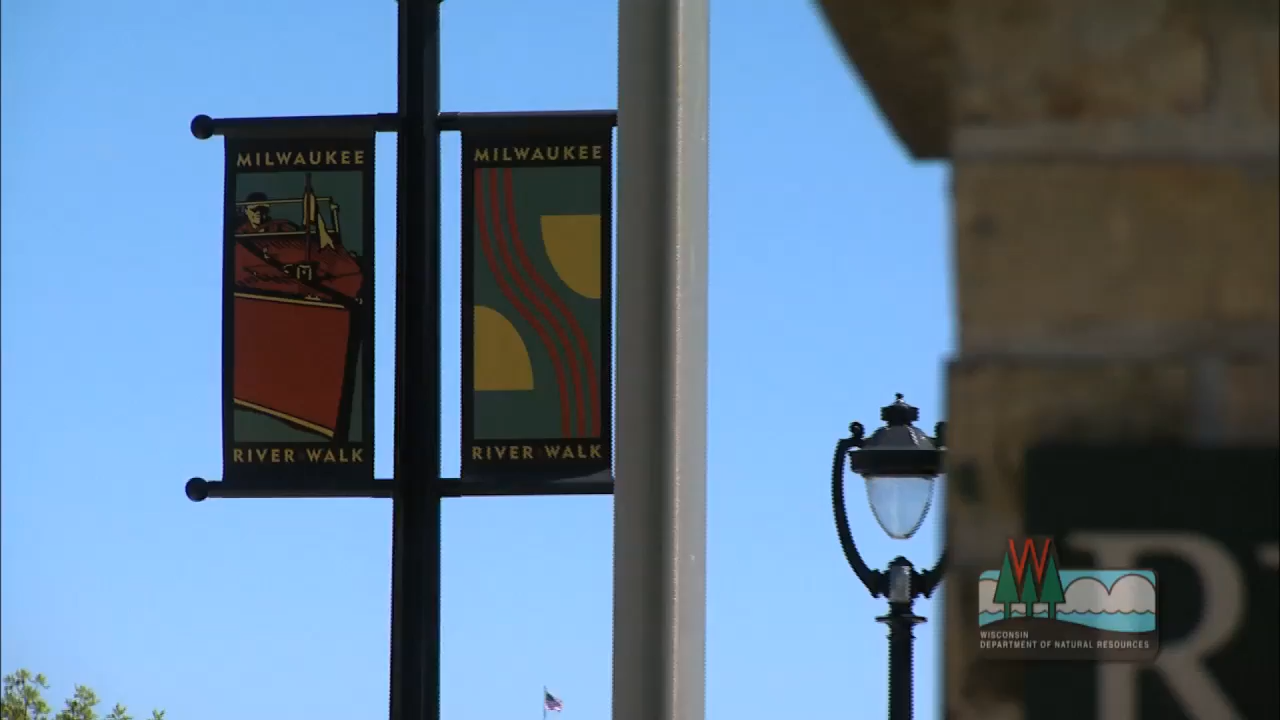 MILWAUKEE
RIVER WALK
MILWAUKEE
RIVER WALK
R
W
WISCONSIN
DEPARTMENT OF NATURAL RESOURCES